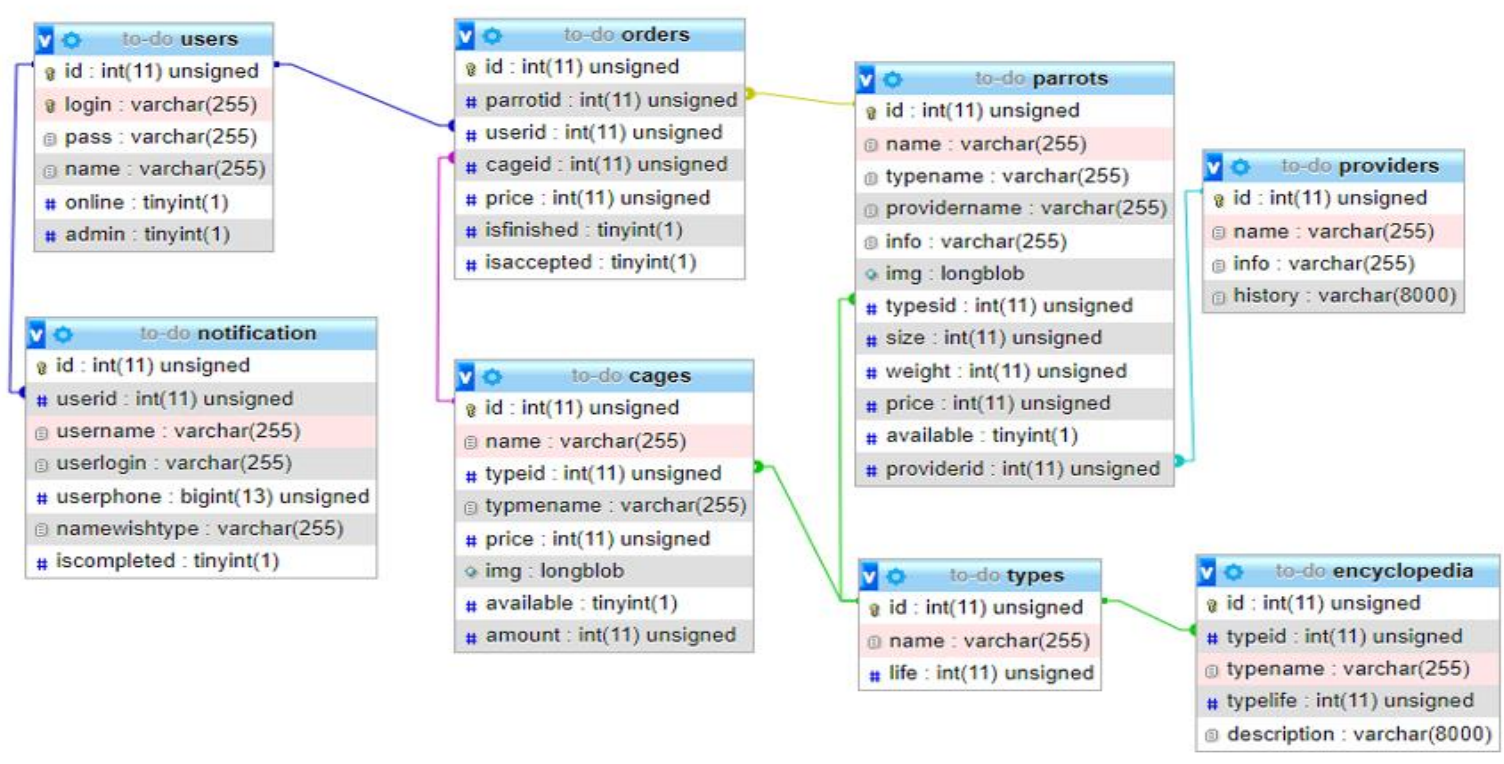 to-do users
id : int(11) unsigned
login : varchar(255)
pass : varchar(255)
name : varchar(255)
# online : tinyint(1)
# admin : tinyint(1)
to-do notification
id : int(11) unsigned
# userid : int(11) unsigned
username : varchar(255)
userlogin : varchar(255)
# userphone : bigint(13) unsigned
namewishtype : varchar(255)
# iscompleted : tinyint(1)
to-do orders
id : int(11) unsigned
# parrotid : int(11) unsigned
# userid : int(11) unsigned
# cageid : int(11) unsigned
# price : int(11) unsigned
# isfinished : tinyint(1)
# isaccepted : tinyint(1)
to-do cages
id : int(11) unsigned
name : varchar(255)
# typeid : int(11) unsigned
typmename : varchar(255)
# price : int(11) unsigned
img : longblob
# available : tinyint(1)
# amount : int(11) unsigned
to-do parrots
id : int(11) unsigned
name : varchar(255)
typename : varchar(255)
providername : varchar(255)
info : varchar(255)
img : longblob
# typesid : int(11) unsigned
# size : int(11) unsigned
# weight : int(11) unsigned
# price : int(11) unsigned
# available : tinyint(1)
# providerid : int(11) unsigned
to-do types
id : int(11) unsigned
name : varchar(255)
# life : int(11) unsigned
to-do providers
id : int(11) unsigned
name : varchar(255)
info : varchar(255)
history : varchar(8000)
to-do encyclopedia
id : int(11) unsigned
# typeid : int(11) unsigned
typename : varchar(255)
# typelife : int(11) unsigned
description : varchar(8000)